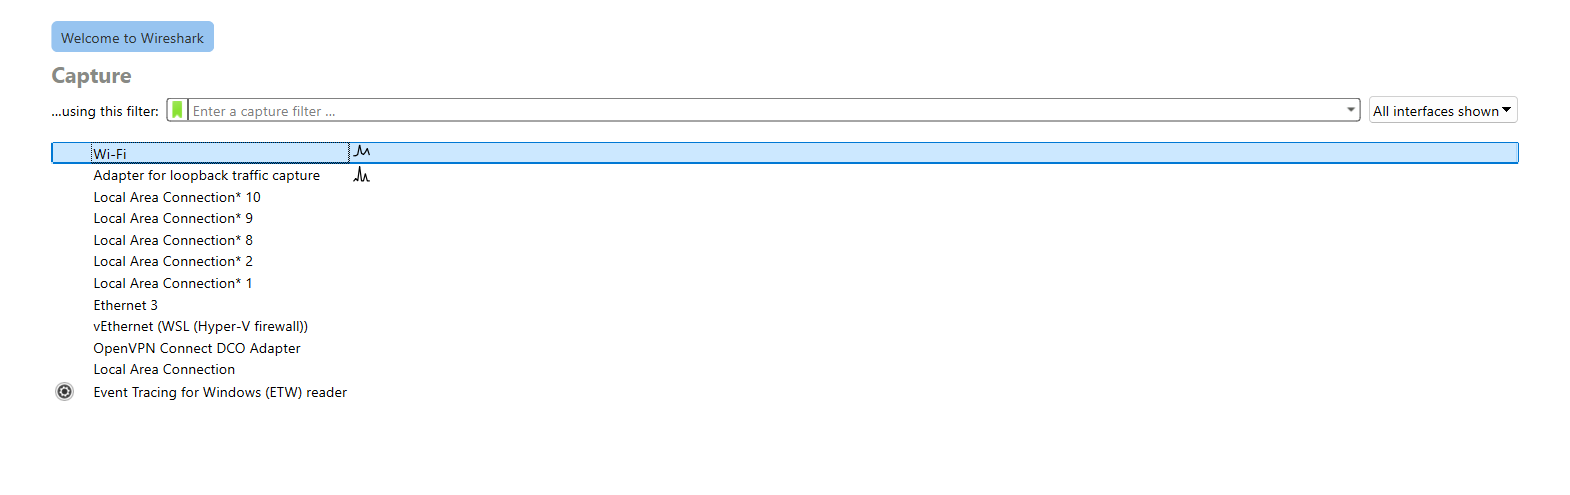 Welcome to Wireshark
Capture
...using this filter: Enter a capture filter ... All interfaces shown
Wi-Fi
Adapter for loopback traffic capture
Local Area Connection* 10
Local Area Connection* 9
Local Area Connection* 8
Local Area Connection* 2
Local Area Connection* 1
Ethernet 3
vEthernet (WSL (Hyper-V firewall))
OpenVPN Connect DCO Adapter
Local Area Connection
Event Tracing for Windows (ETW) reader